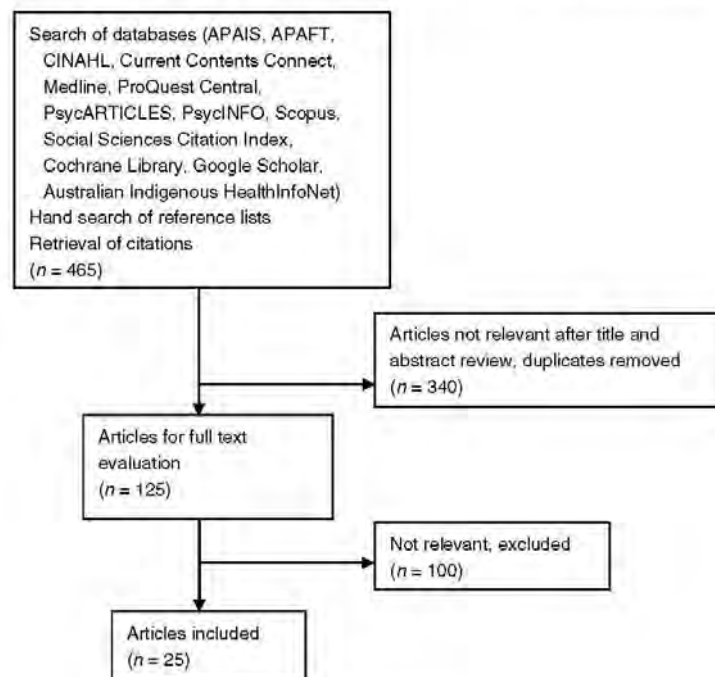 Search of databases (APAIS, APAFT,
CINAHL, Current Contents Connect,
Medline, ProQuest Central,
PsycARTICLES, PsycINFO, Scopus,
Social Sciences Citation Index,
Cochrane Library, Google Scholar,
Australian Indigenous HealthInfoNet)
Hand search of reference lists
Retrieval of citations
(n = 465)
Articles not relevant after title and
abstract review, duplicates removed
(n = 340)
Articles for full text
evaluation
(n = 125)
Not relevant, excluded
(n = 100)
Articles included
(n = 25)